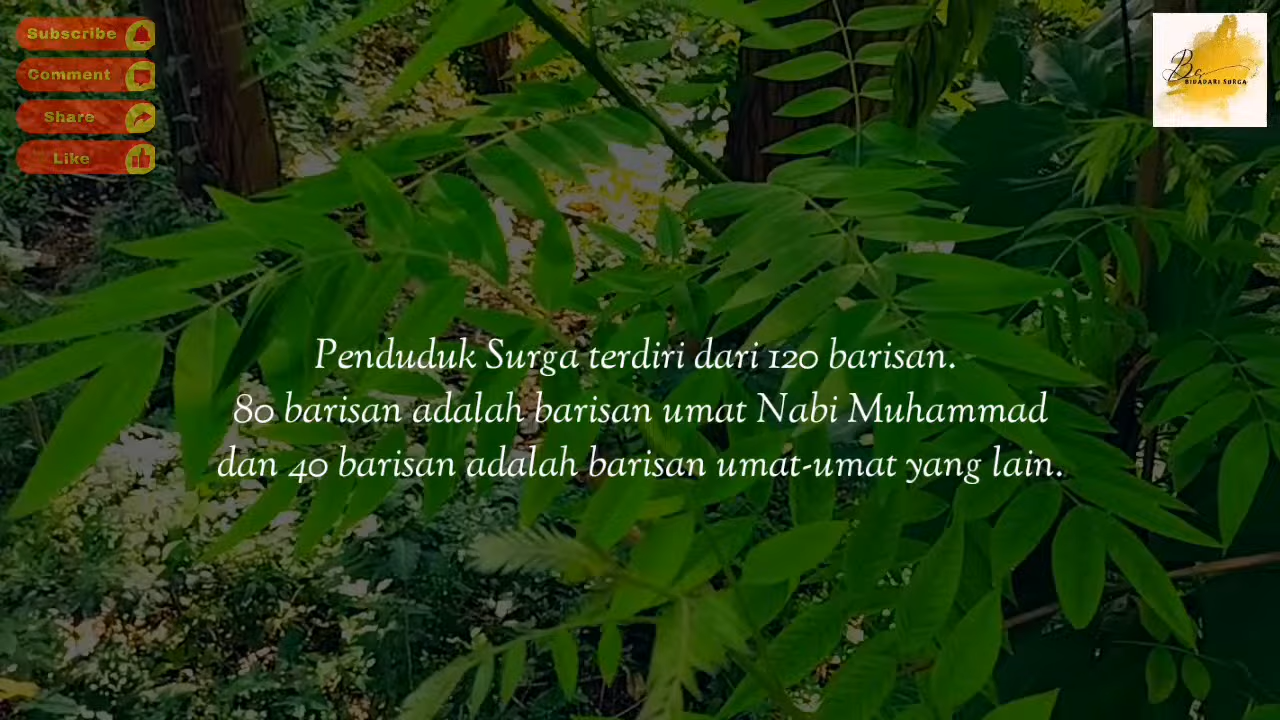 Subscribe
Comment
Share
Like
BIDADARI SURGA
Penduduk Surga terdiri dari 120 barisan.
80 barisan adalah barisan umat Nabi Muhammad
dan 40 barisan adalah barisan umat-umat yang lain.